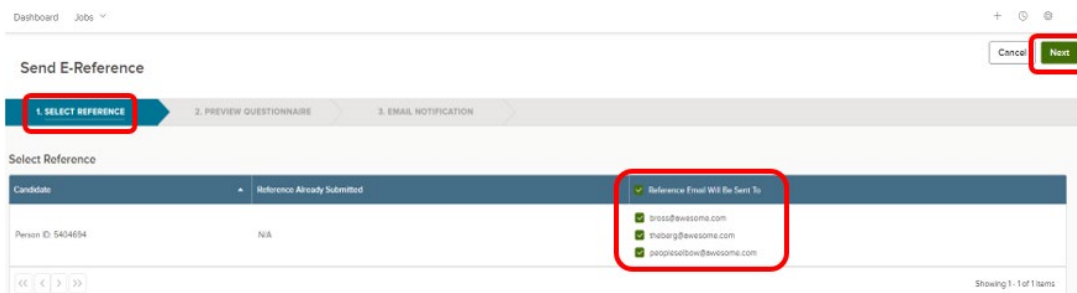 Dashboard Jobs
Cancel Next
Send E-Reference
1. SELECT REFERENCE 2. PREVIEW QUESTIONNAIRE 3. EMAIL NOTIFICATION
Select Reference
Candidate Reference Already Submitted Reference Email Will Be Sent To
bross@awesome.com
Person ID: 5404694 N/A theberg@awesome.com
peopleselbow@awesome.com
<< < > >> Showing 1 - 1 of 1 items